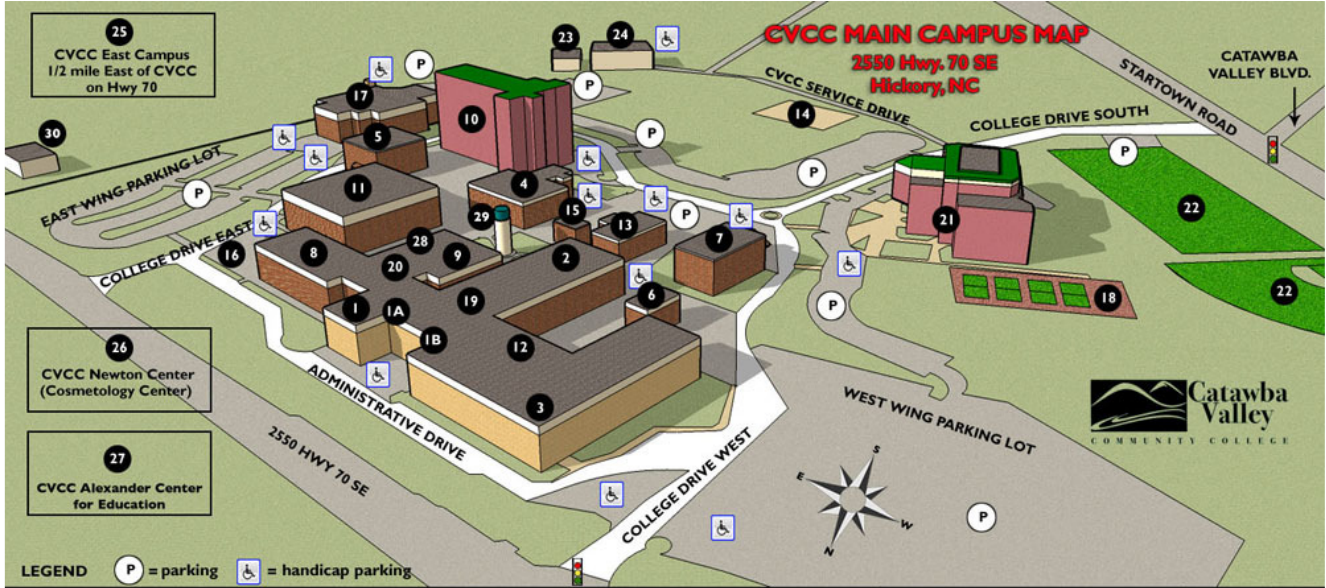 25
CVCC East Campus
1/2 mile East of CVCC
on Hwy 70
23
24
CVCC MAIN CAMPUS MAP
2550 Hwy. 70 SE
Hickory, NC
CATAWBA
VALLEY BLVD.
STARTOWN ROAD
CVCC SERVICE DRIVE
COLLEGE DRIVE SOUTH
P
P
17
10
14
30
5
P
P
P
11
4
EAST WING PARKING LOT
P
29
15
13
P
7
21
22
COLLEGE DRIVE EAST
16
8
28
20
9
2
19
6
18
22
1
1A
1B
12
P
26
CVCC Newton Center
(Cosmetology Center)
3
ADMINISTRATIVE DRIVE
2550 HWY 70 SE
WEST WING PARKING LOT
Catawba
Valley
COMMUNITY COLLEGE
27
CVCC Alexander Center
for Education
COLLEGE DRIVE WEST
S
E
W
N
P
LEGEND
P = parking
= handicap parking